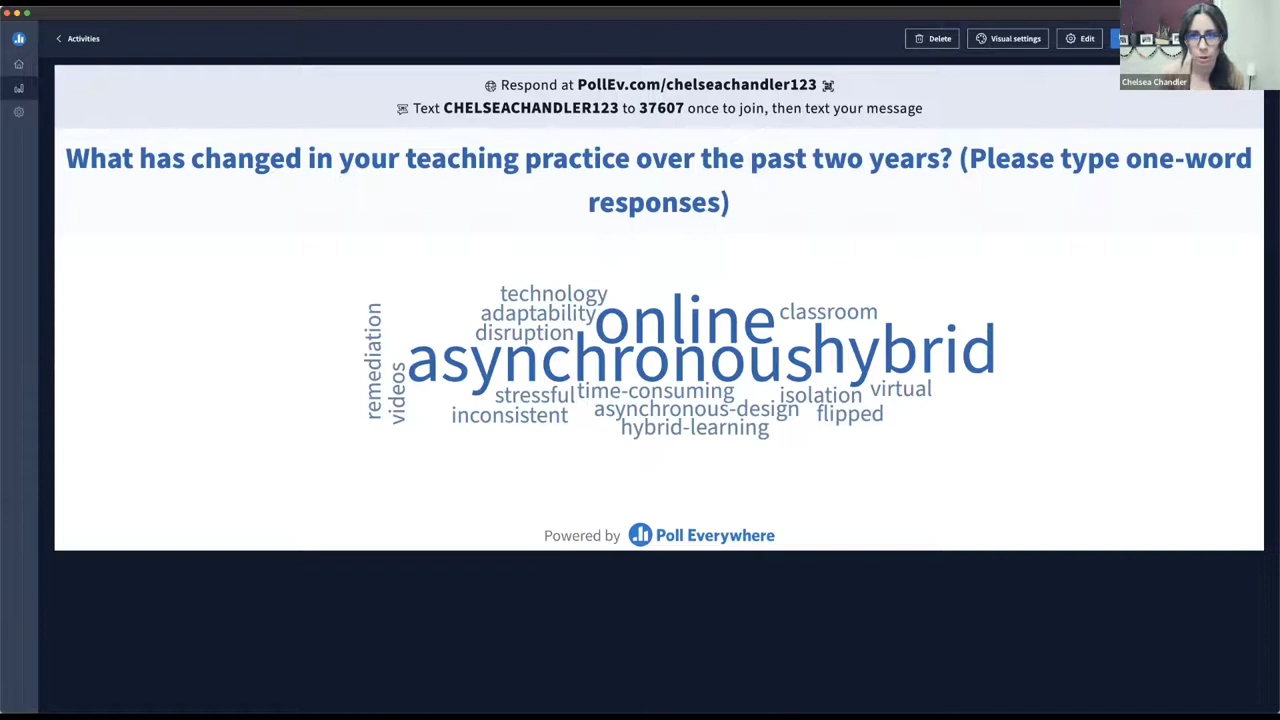 Activities
Delete
Visual settings
Edit
Chelsea Chandler
Respond at PollEv.com/chelseachandler123
Text CHELSEACHANDLER123 to 37607 once to join, then text your message
What has changed in your teaching practice over the past two years? (Please type one-word
responses)
technology
adaptability
disruption
online
classroom
remediation
videos
asynchronous
hybrid
stressful
time-consuming
isolation
virtual
inconsistent
asynchronous-design
flipped
hybrid-learning
Powered by Poll Everywhere